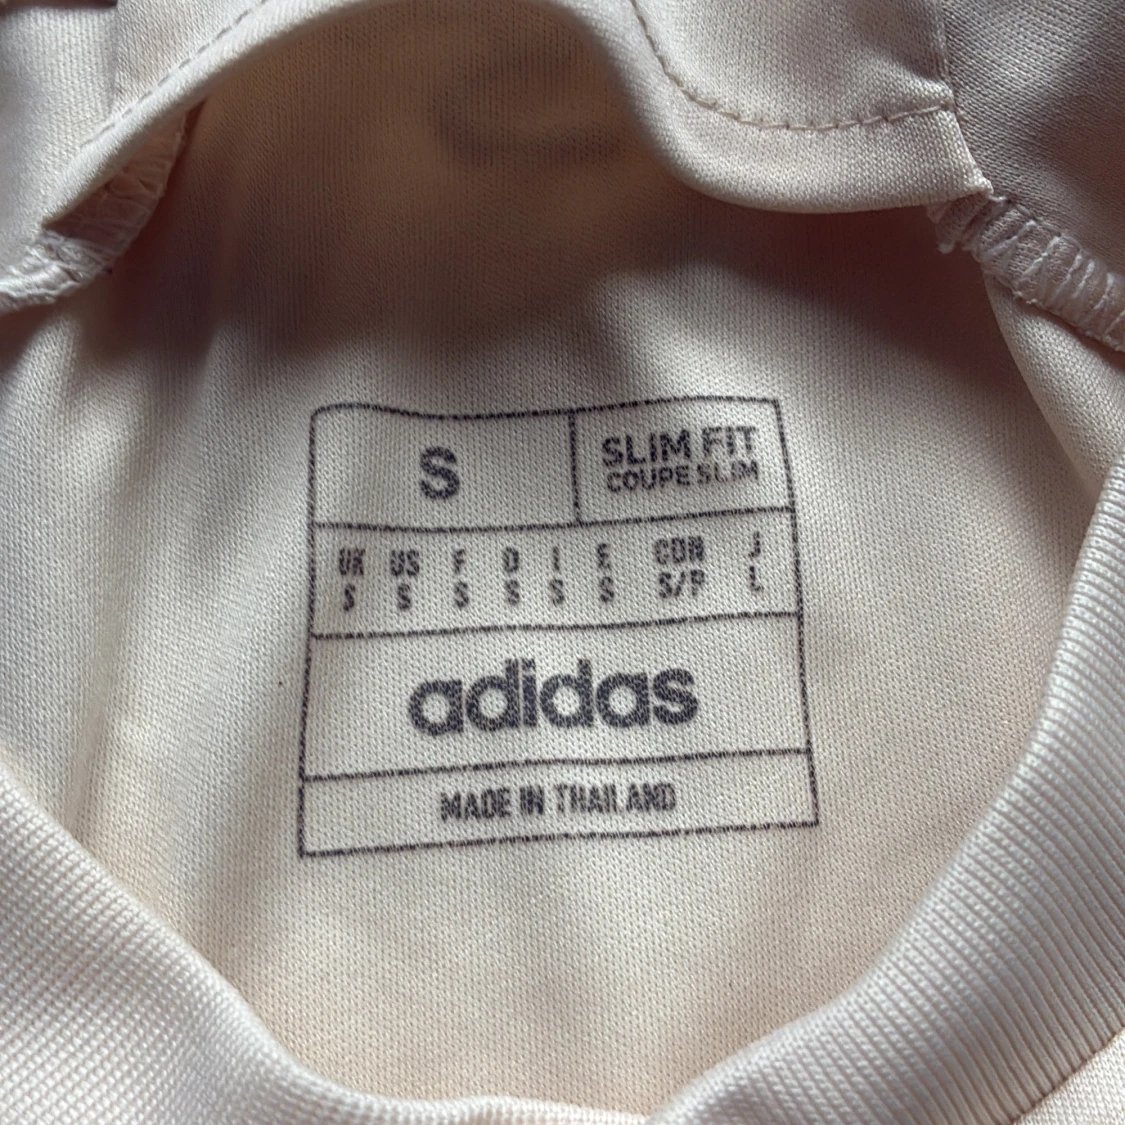 S
SLIM FIT
COUPE SLIM
UK US F D I E CDN J
S S S S S S S/P L
adidas
MADE IN THAILAND